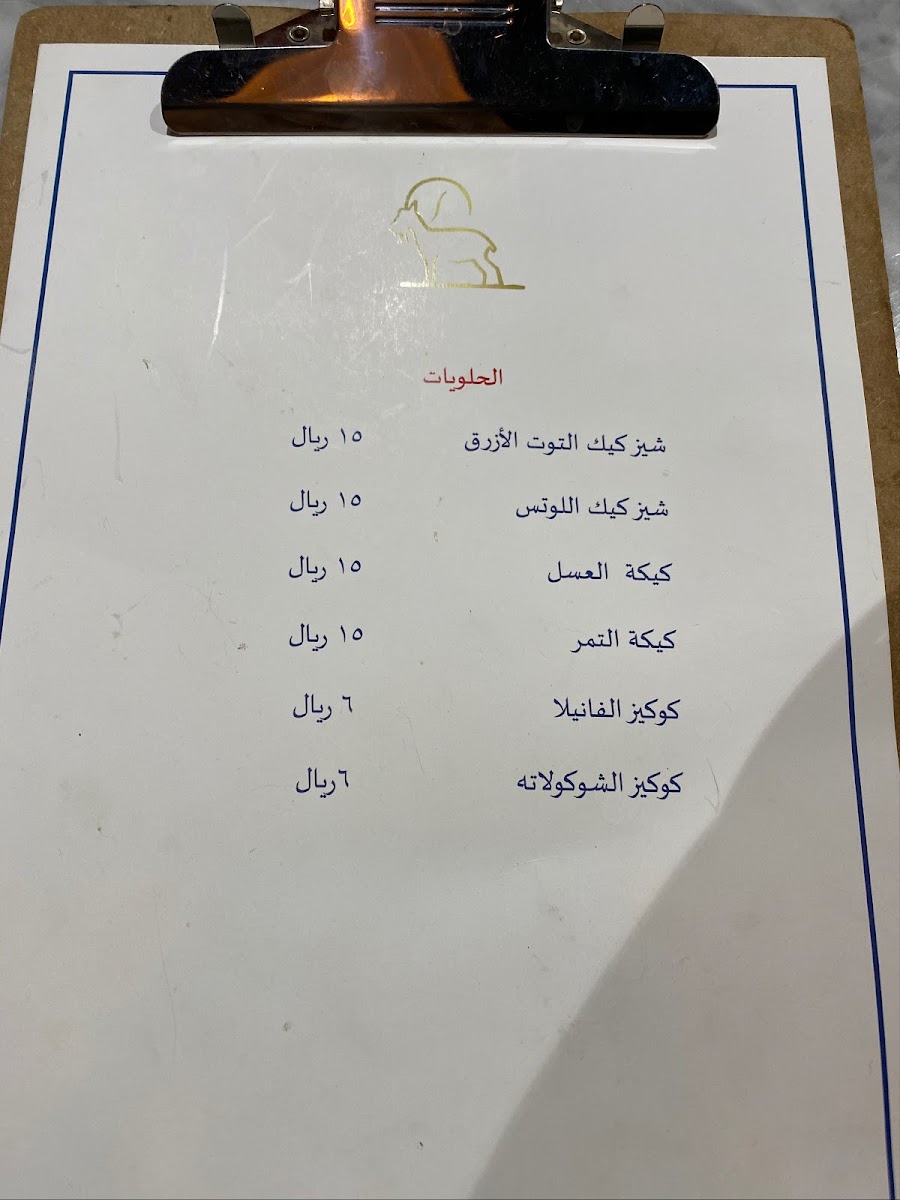 الحلويات
شيز كيك التوت الأزرق ١٥ ريال
شيز كيك اللوتس ١٥ ريال
كيكة العسل ١٥ ريال
كيكة التمر ١٥ ريال
كوكيز الفانيلا ٦ ريال
كوكيز الشوكولاته ٦ريال